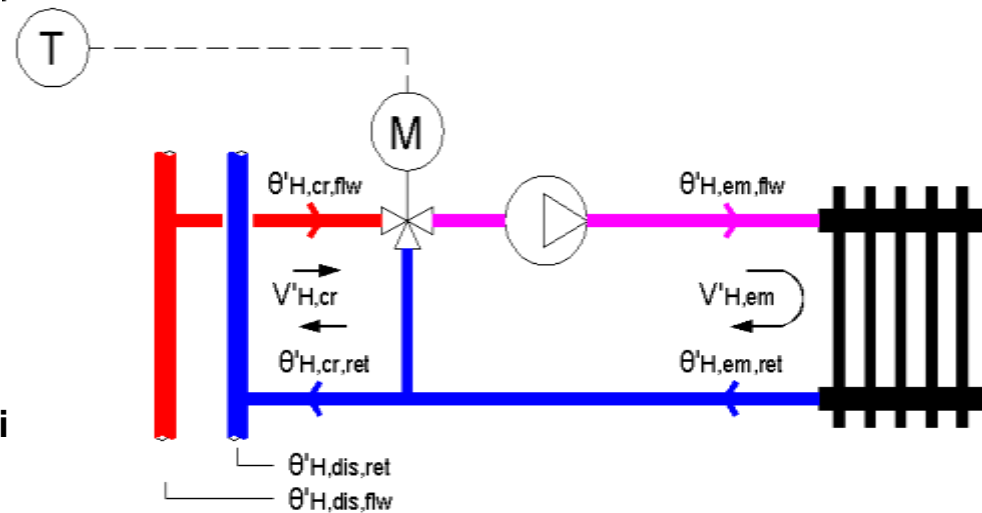 T
M
θ'H,cr,flw
θ'H,em,flw
V'H,cr
V'H,em
θ'H,cr,ret
θ'H,em,ret
i
θ'H,dis,ret
θ'H,dis,flw